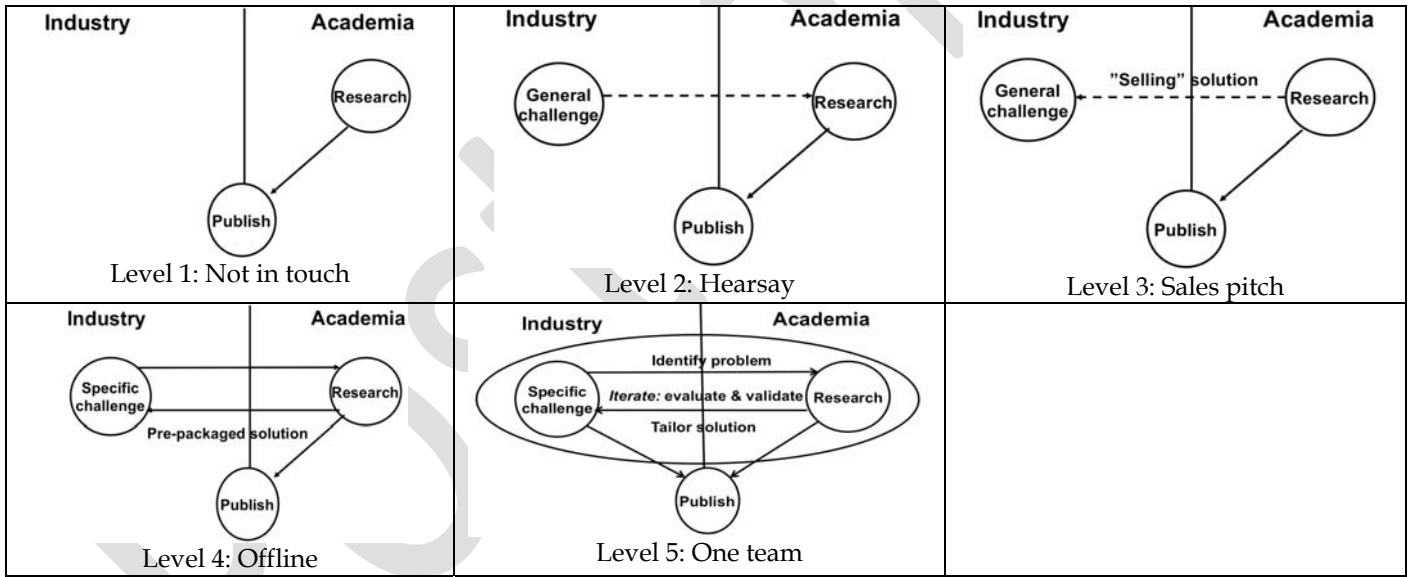 Industry
Academia
Research
Publish
Level 1: Not in touch
Industry
Academia
General
challenge
Research
Publish
Level 2: Hearsay
Industry
Academia
General
challenge
”Selling” solution
Research
Publish
Level 3: Sales pitch
Industry
Academia
Specific
challenge
Research
Pre-packaged solution
Publish
Level 4: Offline
Industry
Academia
Identify problem
Specific
challenge
Iterate: evaluate & validate
Research
Tailor solution
Publish
Level 5: One team